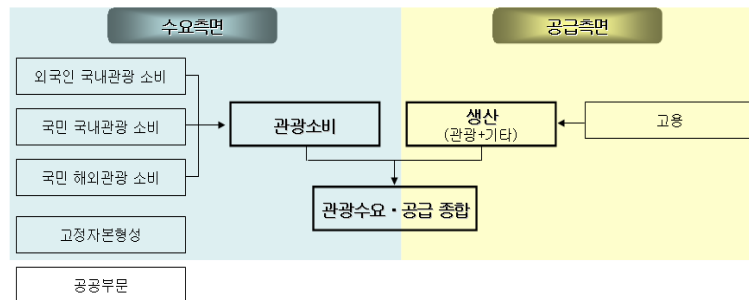 수요측면
공급측면
외국인 국내관광 소비
국민 국내관광 소비
국민 해외관광 소비
고정자본형성
공공부문
관광소비
생산
(관광+기타)
고용
관광수요・공급 종합